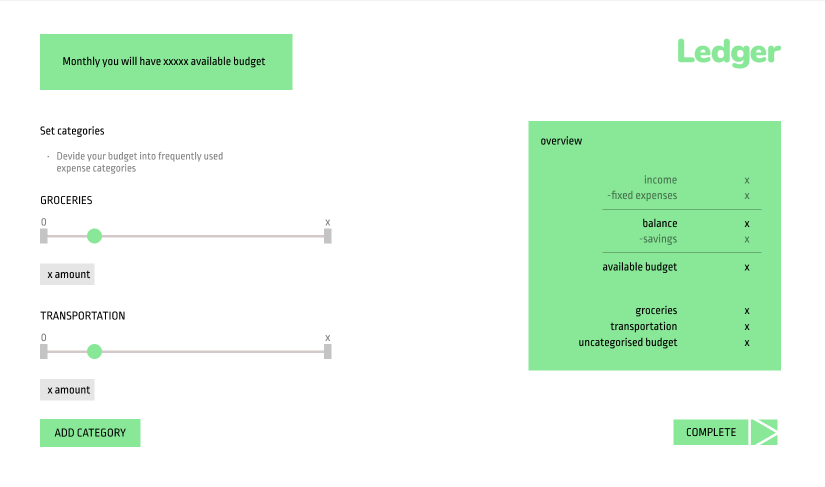 Monthly you will have xxxxx available budget
Ledger
Set categories
· Devide your budget into frequently used
expense categories
GROCERIES
0 x
x amount
TRANSPORTATION
0 x
x amount
ADD CATEGORY
overview
income x
-fixed expenses x
balance x
-savings x
available budget x
groceries x
transportation x
uncategorised budget x
COMPLETE